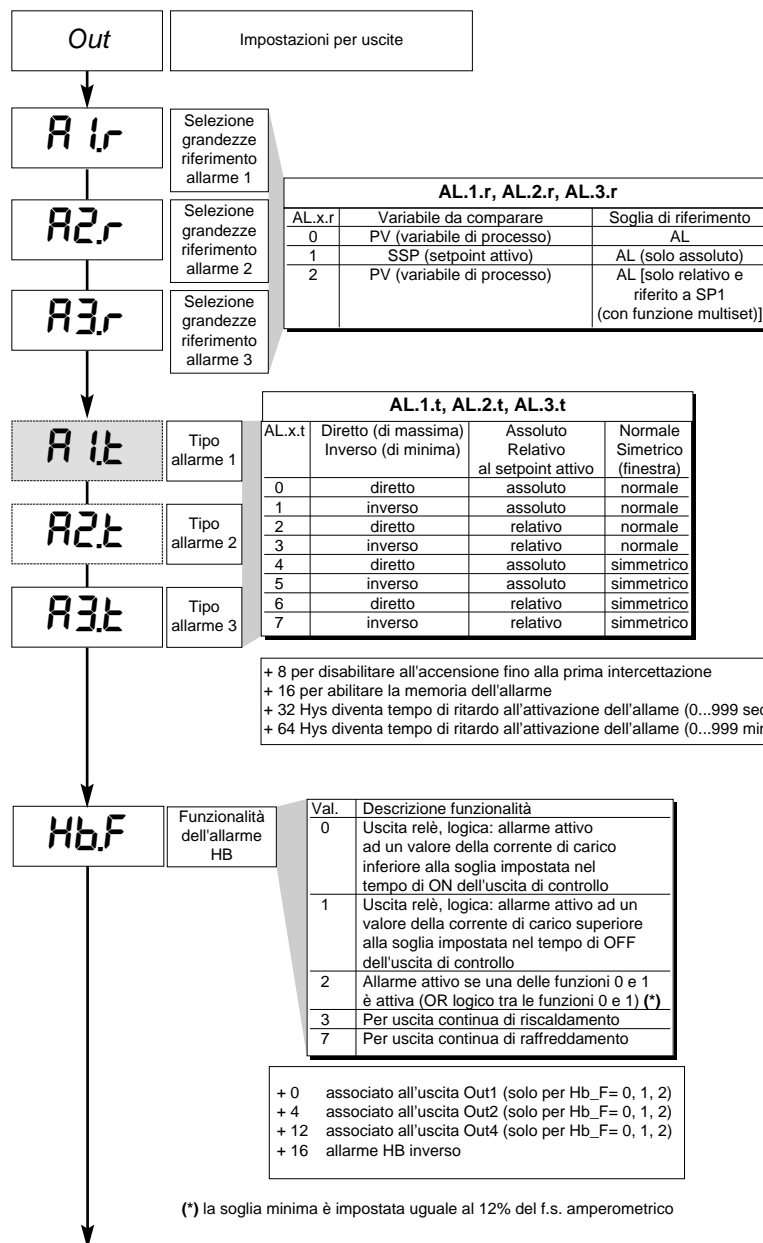 Out
Impostazioni per uscite
A1.r
Selezione
grandezze
riferimento
allarme 1
A2.r
Selezione
grandezze
riferimento
allarme 2
A3.r
Selezione
grandezze
riferimento
allarme 3
AL.1.r, AL.2.r, AL.3.r
AL.x.r Variabile da comparare Soglia di riferimento
0 PV (variabile di processo) AL
1 SSP (setpoint attivo) AL (solo assoluto)
2 PV (variabile di processo) AL [solo relativo e
riferito a SP1
(con funzione multiset)]
A1.t
Tipo
allarme 1
A2.t
Tipo
allarme 2
A3.t
Tipo
allarme 3
AL.1.t, AL.2.t, AL.3.t
AL.x.t Diretto (di massima) Assoluto Normale
Inverso (di minima) Relativo Simetrico
al setpoint attivo (finestra)
0 diretto assoluto normale
1 inverso assoluto normale
2 diretto relativo normale
3 inverso relativo normale
4 diretto assoluto simmetrico
5 inverso assoluto simmetrico
6 diretto relativo simmetrico
7 inverso relativo simmetrico
+ 8 per disabilitare all'accensione fino alla prima intercettazione
+ 16 per abilitare la memoria dell'allarme
+ 32 Hys diventa tempo di ritardo all'attivazione dell'allame (0...999 sec
+ 64 Hys diventa tempo di ritardo all'attivazione dell'allame (0...999 min
Hb.F
Funzionalità
dell'allarme
HB
Val. Descrizione funzionalità
0 Uscita relè, logica: allarme attivo
ad un valore della corrente di carico
inferiore alla soglia impostata nel
tempo di ON dell'uscita di controllo
1 Uscita relè, logica: allarme attivo ad un
valore della corrente di carico superiore
alla soglia impostata nel tempo di OFF
dell'uscita di controllo
2 Allarme attivo se una delle funzioni 0 e 1
è attiva (OR logico tra le funzioni 0 e 1) (*)
3 Per uscita continua di riscaldamento
7 Per uscita continua di raffreddamento
+ 0 associato all'uscita Out1 (solo per Hb_F= 0, 1, 2)
+ 4 associato all'uscita Out2 (solo per Hb_F= 0, 1, 2)
+ 12 associato all'uscita Out4 (solo per Hb_F= 0, 1, 2)
+ 16 allarme HB inverso
(*) la soglia minima è impostata uguale al 12% del f.s. amperometrico